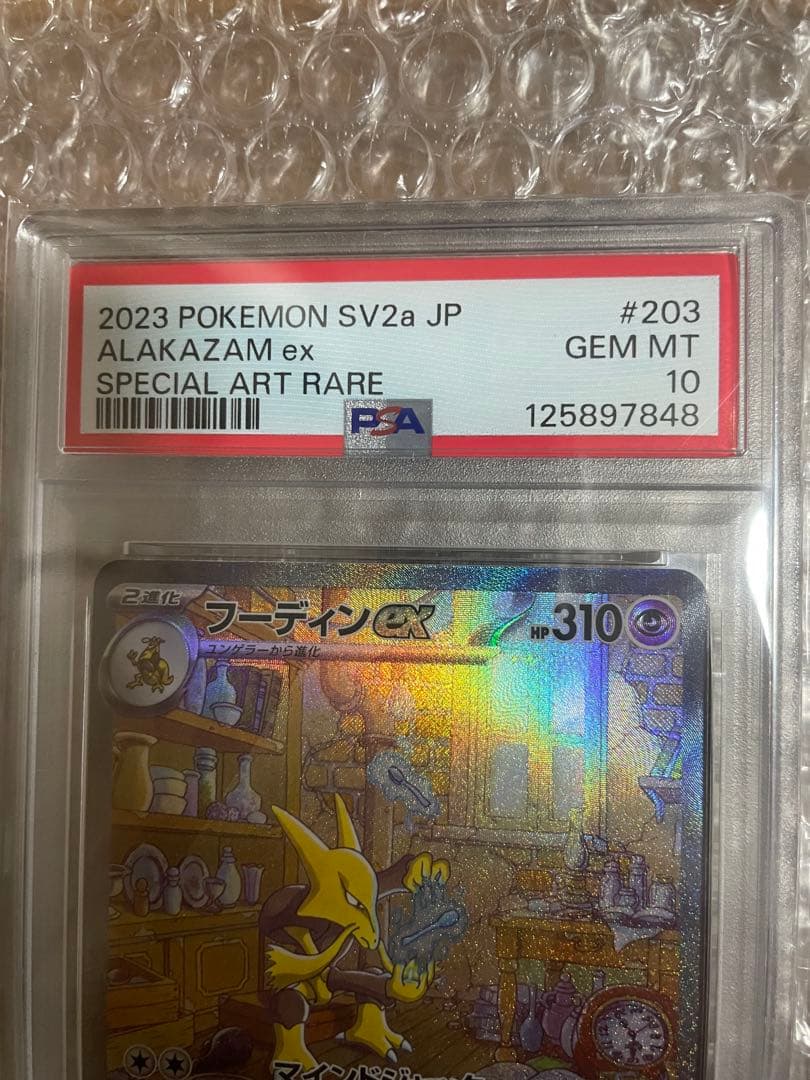 2023 POKEMON SV2a JP #203
ALAKAZAM ex GEM MT
SPECIAL ART RARE 10
PSA 125897848
2進化 フーディンex HP310
ユンゲラーから進化